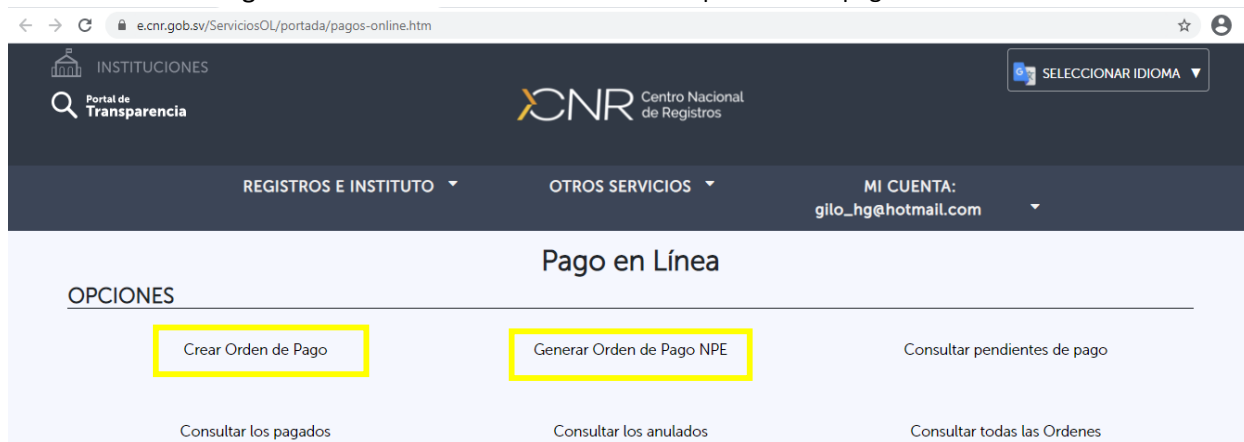 e.cnr.gob.sv/ServiciosOL/portada/pagos-online.htm
INSTITUCIONES
SELECCIONAR IDIOMA ▼
Portal de
Transparencia
CNR Centro Nacional
de Registros
REGISTROS E INSTITUTO
OTROS SERVICIOS
MI CUENTA:
gilo_hg@hotmail.com
Pago en Línea
OPCIONES
Crear Orden de Pago
Generar Orden de Pago NPE
Consultar pendientes de pago
Consultar los pagados
Consultar los anulados
Consultar todas las Ordenes